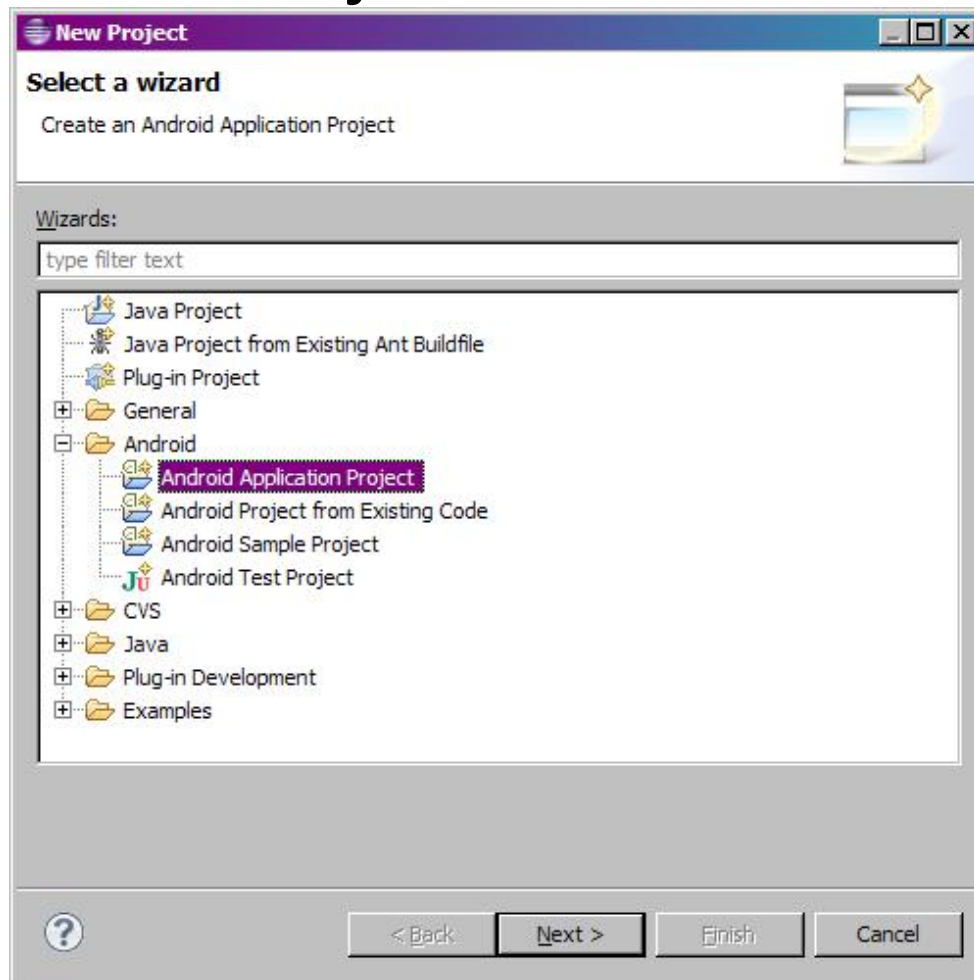 New Project
Select a wizard
Create an Android Application Project
Wizards:
type filter text
Java Project
Java Project from Existing Ant Buildfile
Plug-in Project
General
Android
Android Application Project
Android Project from Existing Code
Android Sample Project
Android Test Project
CVS
Java
Plug-in Development
Examples
< Back Next > Finish Cancel